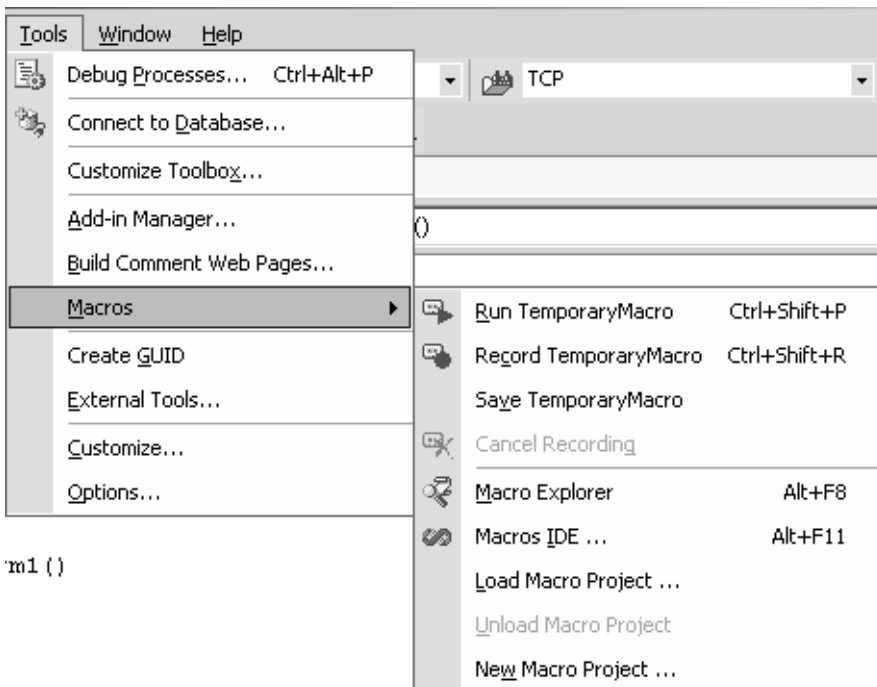 Tools Window Help
Debug Processes... Ctrl+Alt+P
TCP
Connect to Database...
Customize Toolbox...
Add-in Manager...
()
Build Comment Web Pages...
Macros
Run TemporaryMacro Ctrl+Shift+P
Create GUID
Record TemporaryMacro Ctrl+Shift+R
External Tools...
Save TemporaryMacro
Customize...
Cancel Recording
Options...
Macro Explorer Alt+F8
Macros IDE ... Alt+F11
m1 ()
Load Macro Project ...
Unload Macro Project
New Macro Project ...